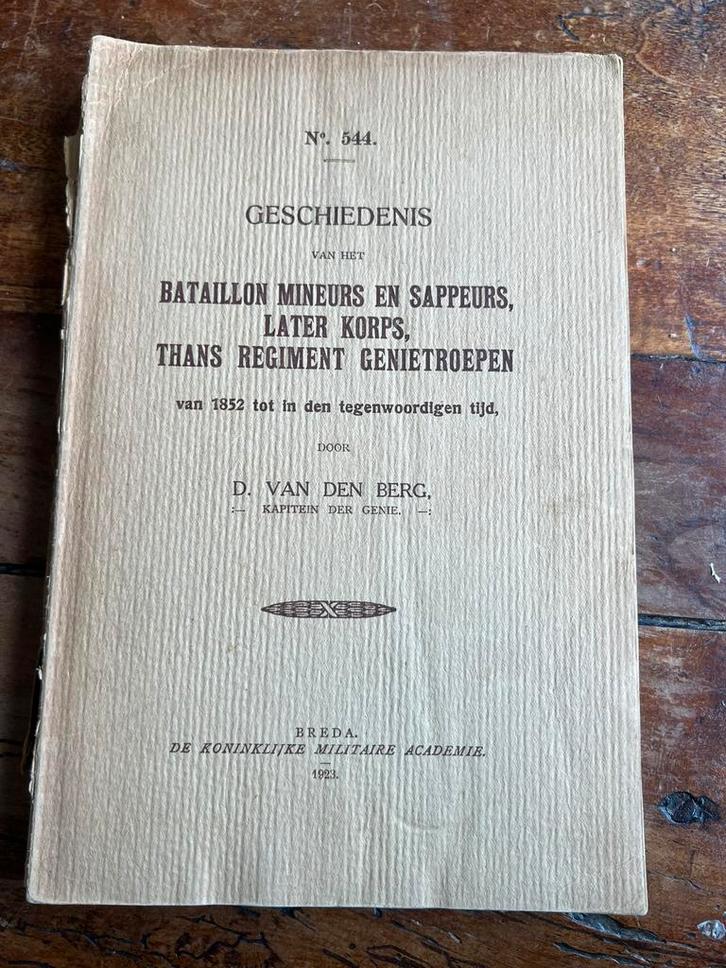 Nº. 544.
GESCHIEDENIS
VAN HET
BATAILLON MINEURS EN SAPPEURS,
LATER KORPS,
THANS REGIMENT GENIETROEPEN
van 1852 tot in den tegenwoordigen tijd,
DOOR
D. VAN DEN BERG,
:— KAPITEIN DER GENIE. —:
BREDA.
DE KONINKLIJKE MILITAIRE ACADEMIE.
1923.